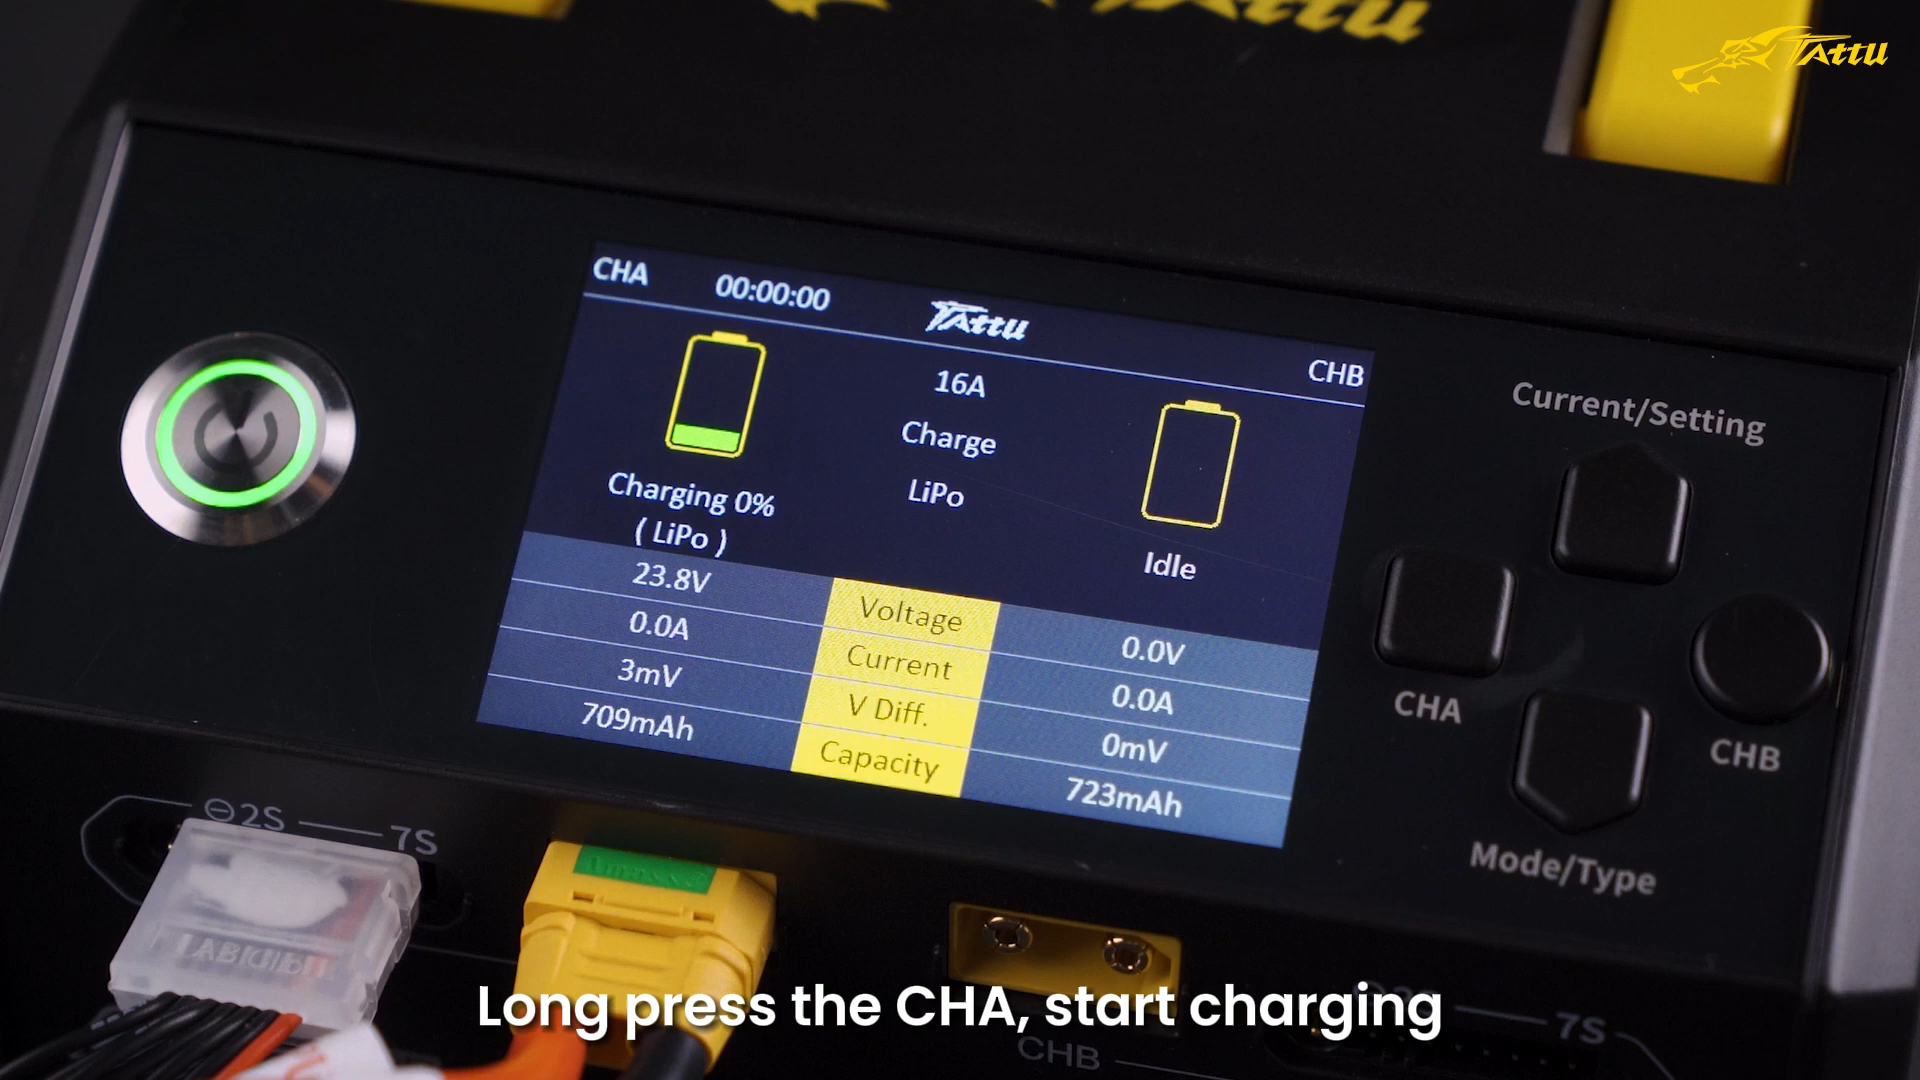 TAttu
TAttu
CHA
00:00:00
TAttu
CHB
16A
Charge
LiPo
Charging 0%
( LiPo )
Idle
23.8V
Voltage
0.0V
0.0A
Current
0.0A
3mV
V Diff.
0mV
709mAh
Capacity
723mAh
Current/Setting
CHA
CHB
Mode/Type
2S
7S
Long press the CHA, start charging
2S
7S
CHB